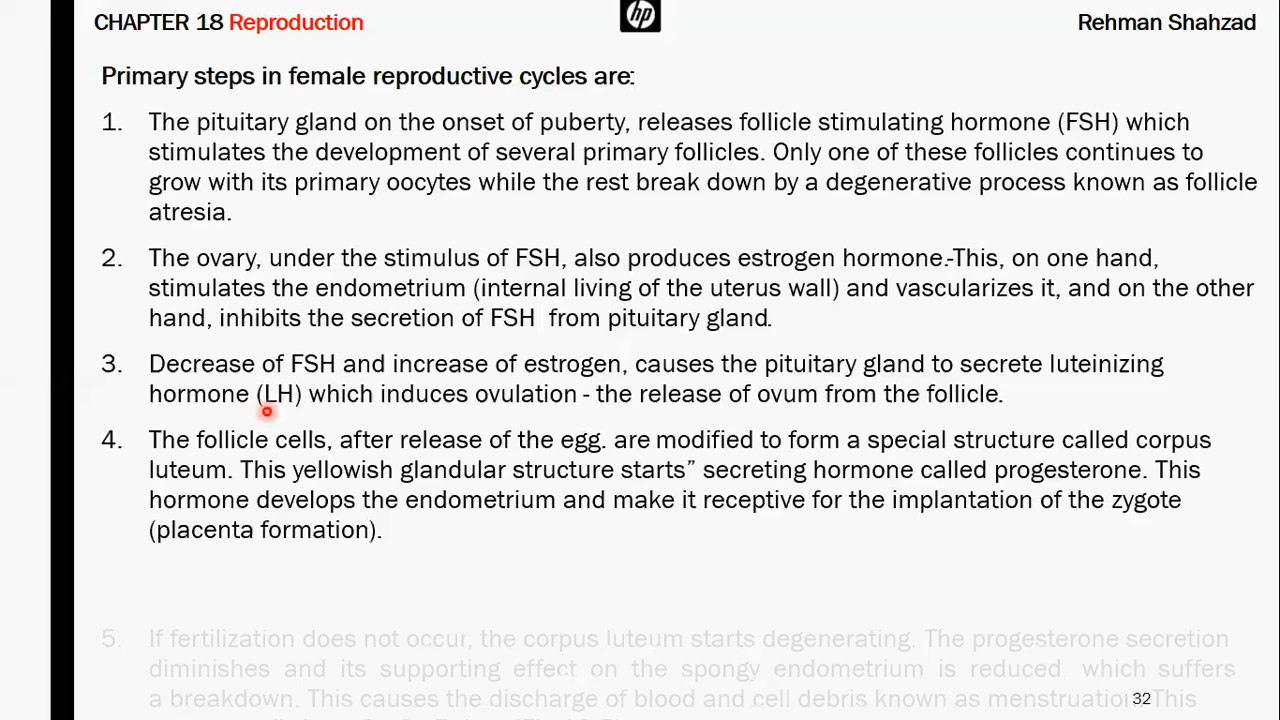 CHAPTER 18 Reproduction
hp
Rehman Shahzad
Primary steps in female reproductive cycles are:
1. The pituitary gland on the onset of puberty, releases follicle stimulating hormone (FSH) which
stimulates the development of several primary follicles. Only one of these follicles continues to
grow with its primary oocytes while the rest break down by a degenerative process known as follicle
atresia.
2. The ovary, under the stimulus of FSH, also produces estrogen hormone.-This, on one hand,
stimulates the endometrium (internal living of the uterus wall) and vascularizes it, and on the other
hand, inhibits the secretion of FSH from pituitary gland.
3. Decrease of FSH and increase of estrogen, causes the pituitary gland to secrete luteinizing
hormone (LH) which induces ovulation - the release of ovum from the follicle.
4. The follicle cells, after release of the egg. are modified to form a special structure called corpus
luteum. This yellowish glandular structure starts” secreting hormone called progesterone. This
hormone develops the endometrium and make it receptive for the implantation of the zygote
(placenta formation).
5. If fertilization does not occur, the corpus luteum starts degenerating. The progesterone secretion
diminishes and its supporting effect on the spongy endometrium is reduced, which suffers
a breakdown. This causes the discharge of blood and cell debris known as menstruation. This
32